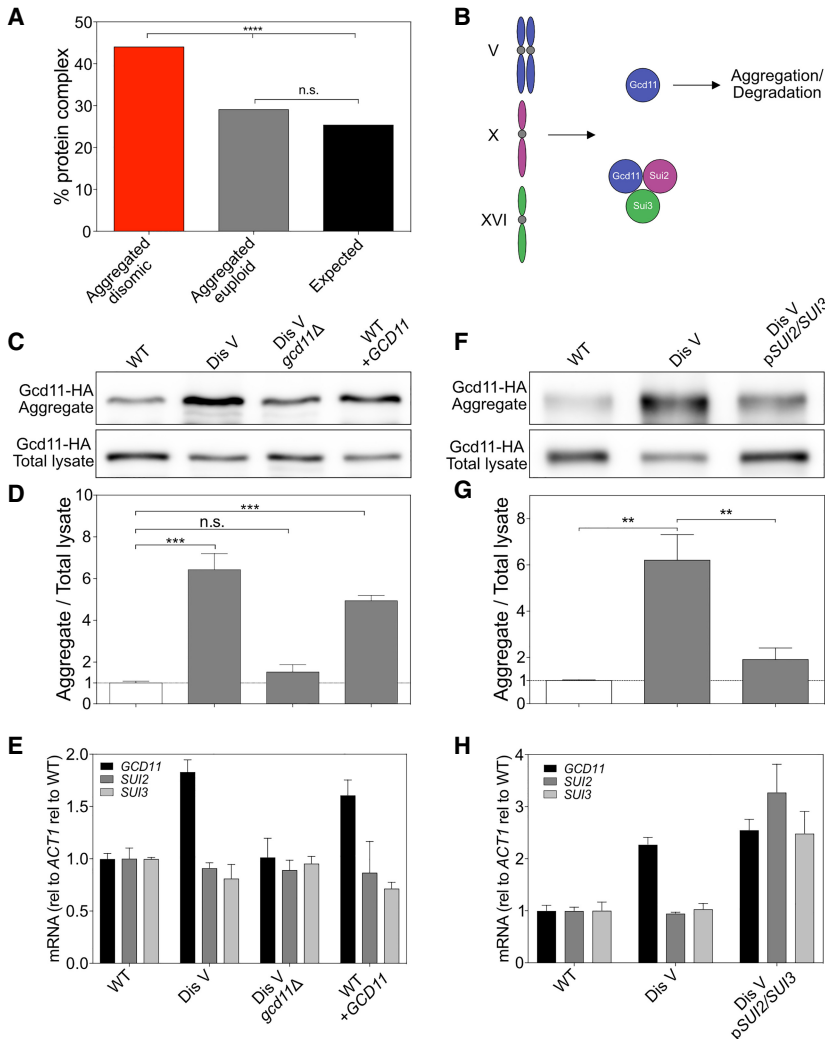 A
% protein complex
50
40
30
20
10
0
****
n.s.
Aggregated
disomic
Aggregated
euploid
Expected
B
V
X
XVI
Gcd11
Aggregation/
Degradation
Gcd11
Sui2
Sui3
C
WT
Dis V
Dis V
gcd11Δ
WT
+GCD11
Gcd11-HA
Aggregate
Gcd11-HA
Total lysate
D
Aggregate / Total lysate
10
8
6
4
2
1
0
***
n.s.
***
E
mRNA (rel to ACT1 rel to WT)
2.0
1.5
1.0
0.5
0.0
GCD11
SUI2
SUI3
WT
Dis V
Dis V
gcd11Δ
WT
+GCD11
F
WT
Dis V
Dis V
pSUI2/SUI3
Gcd11-HA
Aggregate
Gcd11-HA
Total lysate
G
Aggregate / Total lysate
8
6
4
2
1
0
**
**
H
mRNA (rel to ACT1 rel to WT)
4
3
2
1
0
GCD11
SUI2
SUI3
WT
Dis V
Dis V
pSUI2/SUI3